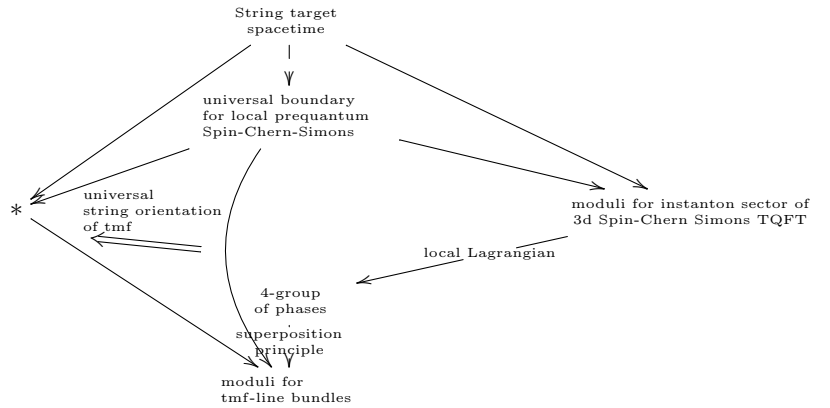 String target
spacetime
universal boundary
for local prequantum
Spin-Chern-Simons
universal
string orientation
of tmf
*
moduli for instanton sector of
3d Spin-Chern Simons TQFT
local Lagrangian
4-group
of phases
superposition
principle
moduli for
tmf-line bundles